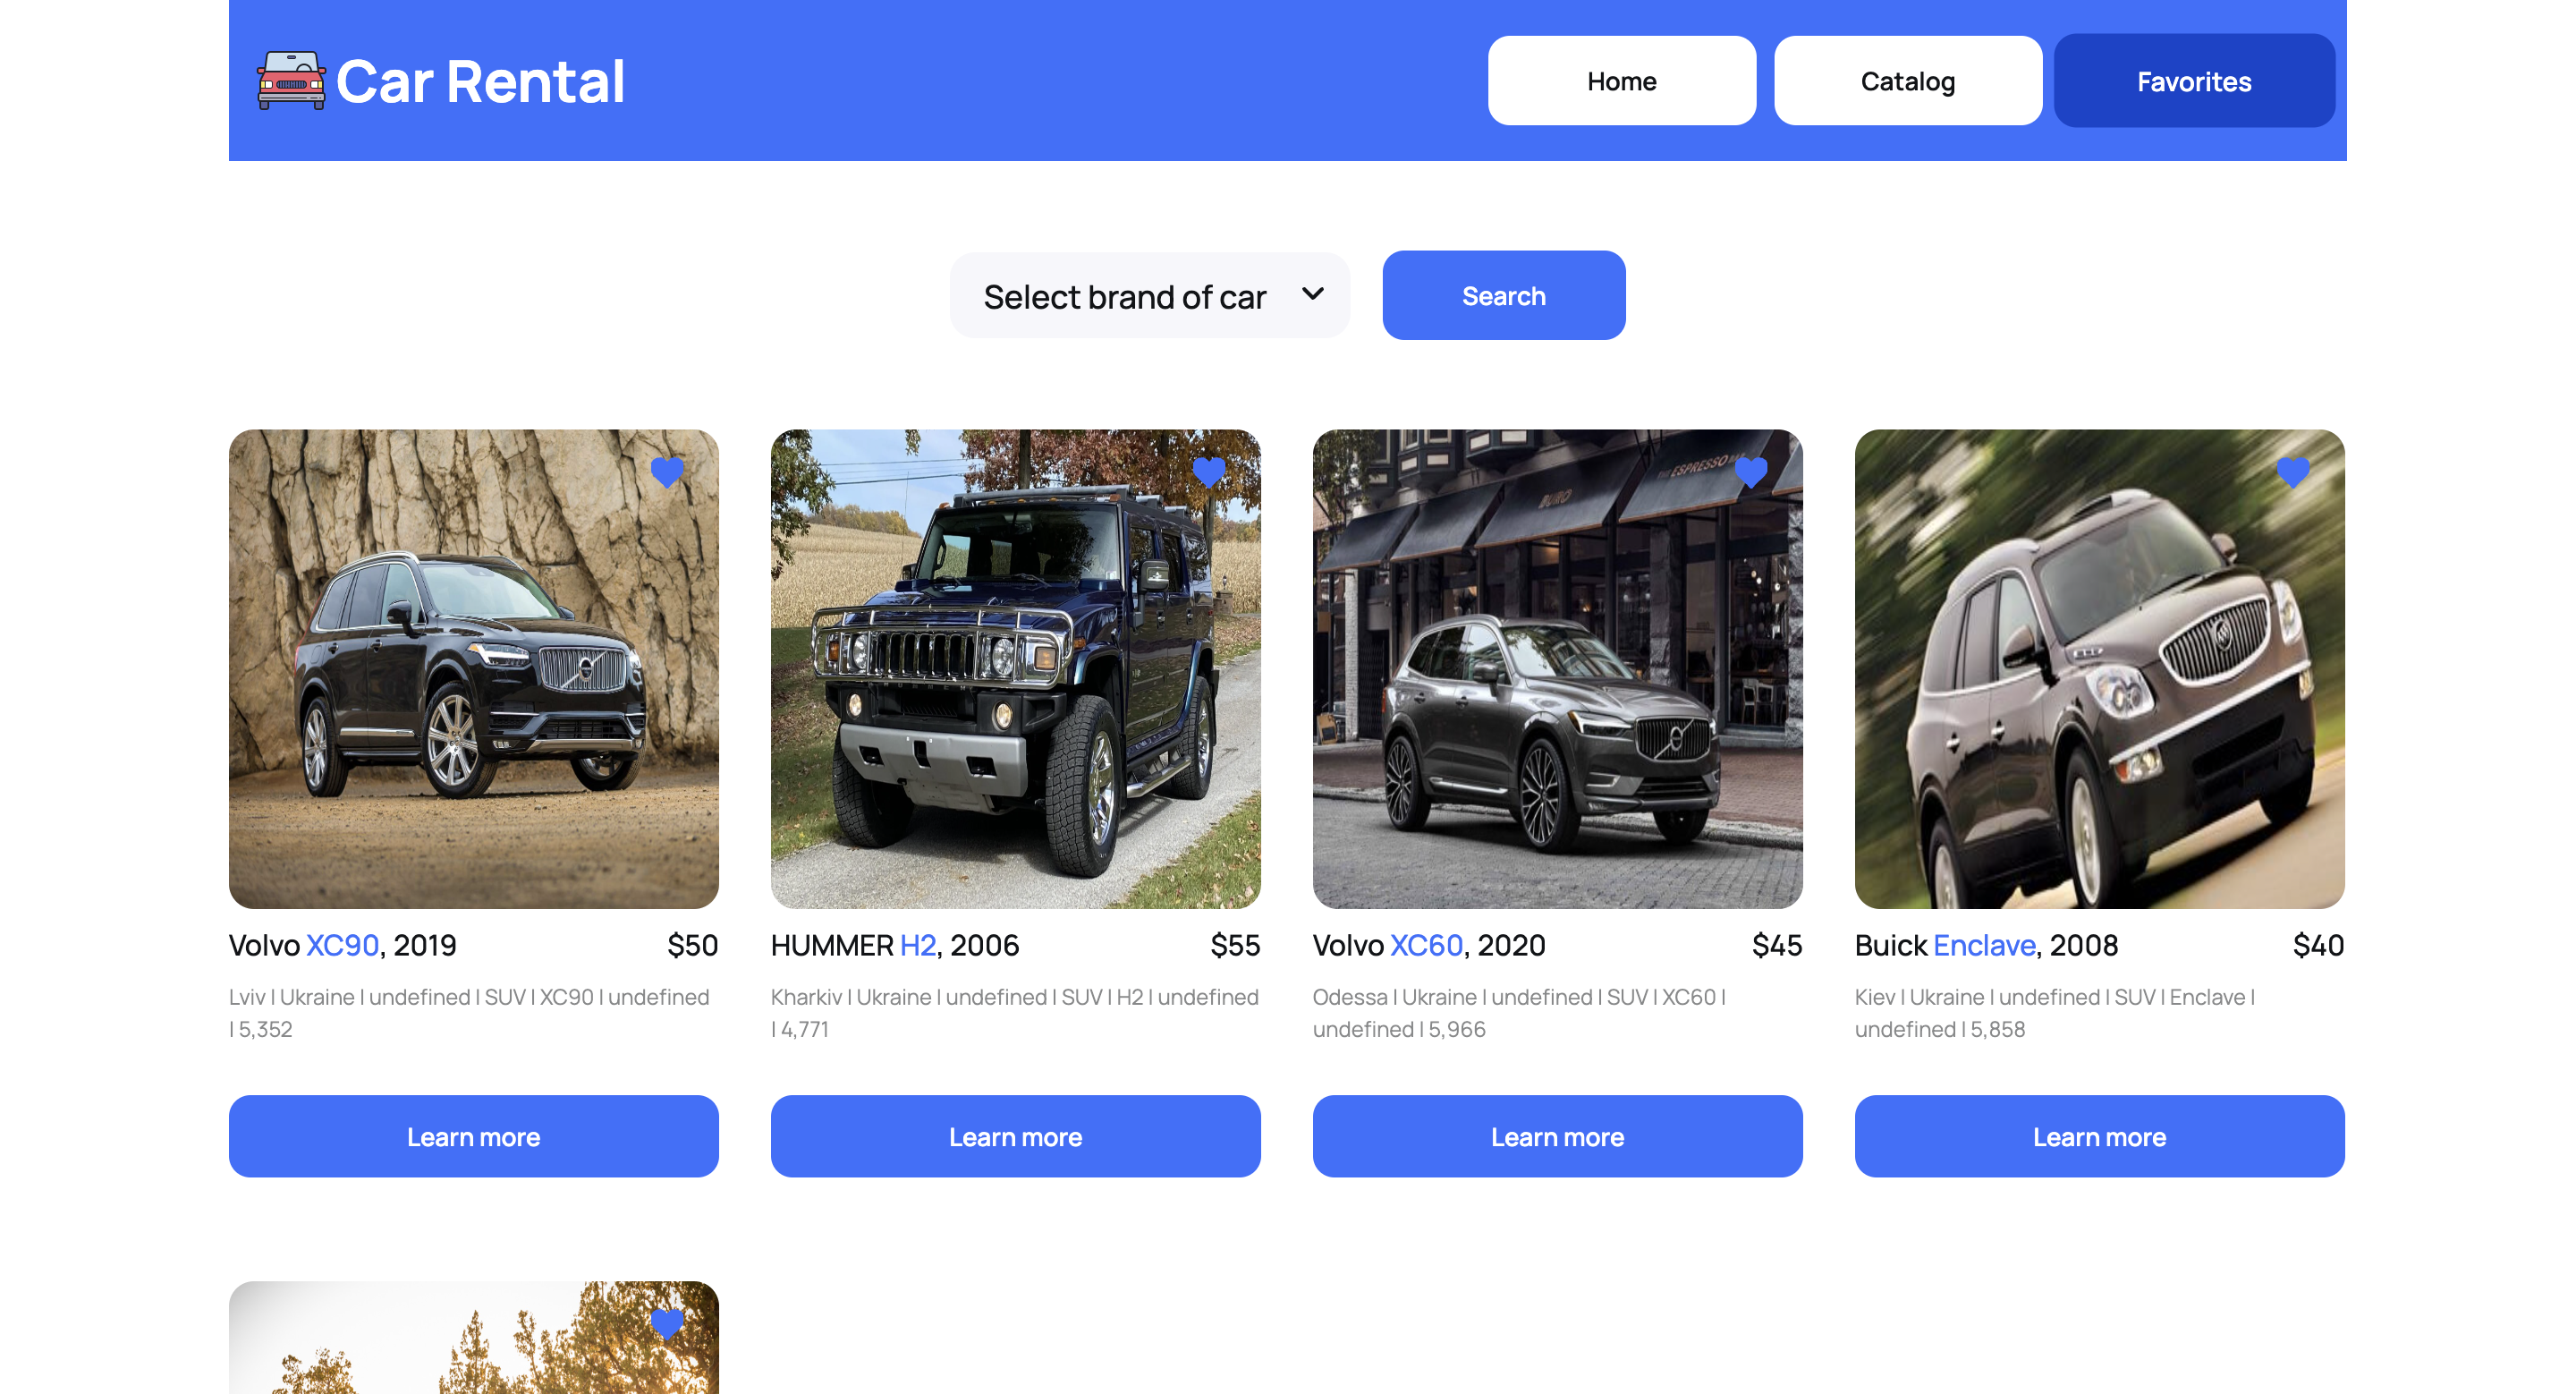 Car Rental
Home
Catalog
Favorites
Select brand of car
Search
BURO
THE ESPRESSO
Volvo XC90, 2019
$50
HUMMER H2, 2006
$55
Volvo XC60, 2020
$45
Buick Enclave, 2008
$40
Lviv | Ukraine | undefined | SUV | XC90 | undefined
| 5,352
Kharkiv | Ukraine | undefined | SUV | H2 | undefined
| 4,771
Odessa | Ukraine | undefined | SUV | XC60 |
undefined | 5,966
Kiev | Ukraine | undefined | SUV | Enclave |
undefined | 5,858
Learn more
Learn more
Learn more
Learn more